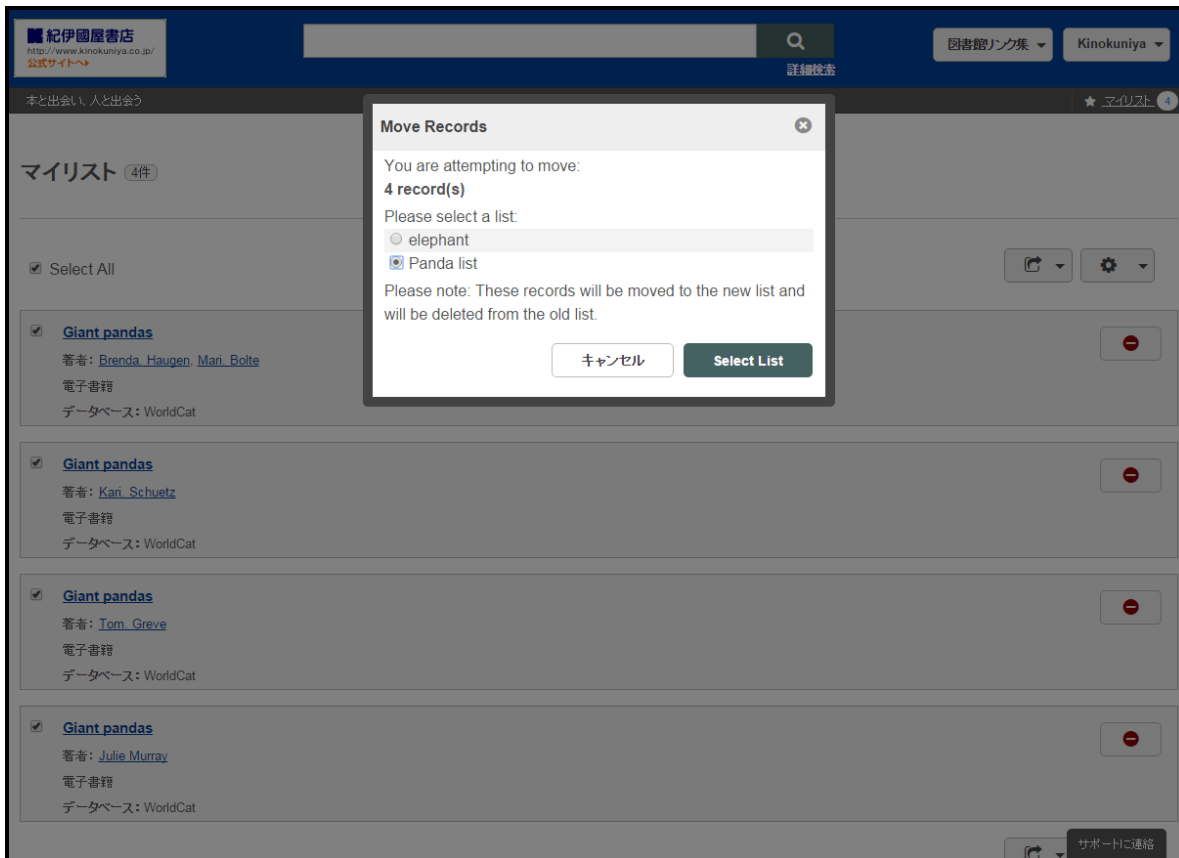 紀伊國屋書店
http://www.kinokuniya.co.jp/
公式サイトへ
詳細検索
図書館リンク集
Kinokuniya
本と出会い、人と出会う
マイリスト 4
マイリスト 4件
Move Records
You are attempting to move:
4 record(s)
Please select a list:
elephant
Panda list
Please note: These records will be moved to the new list and
will be deleted from the old list.
キャンセル
Select List
Select All
Giant pandas
著者: Brenda. Haugen, Mari. Bolte
電子書籍
データベース: WorldCat
Giant pandas
著者: Kari. Schuetz
電子書籍
データベース: WorldCat
Giant pandas
著者: Tom. Greve
電子書籍
データベース: WorldCat
Giant pandas
著者: Julie Murray
電子書籍
データベース: WorldCat
サポートに連絡